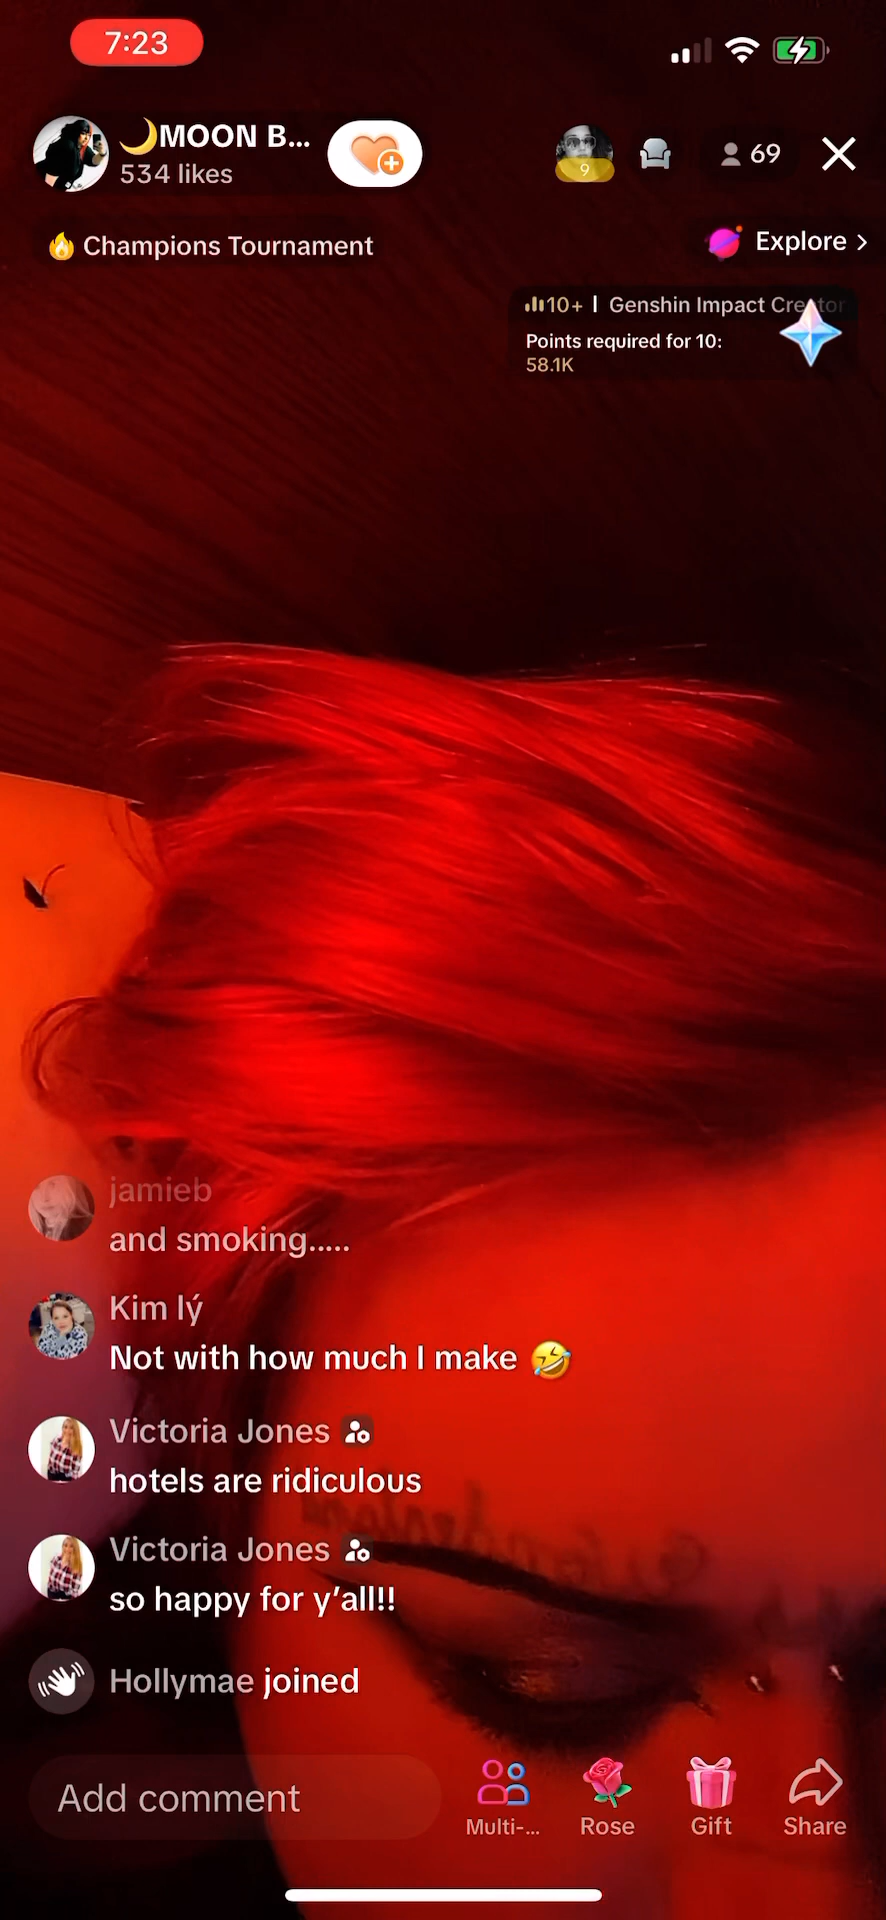 7:23
🌙MOON B...
534 likes
9
69
🔥 Champions Tournament
Explore >
10+ | Genshin Impact Creator
Points required for 10:
58.1K
jamieb
and smoking.....
Kim lý
Not with how much I make 🤣
Victoria Jones
hotels are ridiculous
Victoria Jones
so happy for y’all!!
Hollymae joined
Add comment
Multi-...
Rose
Gift
Share